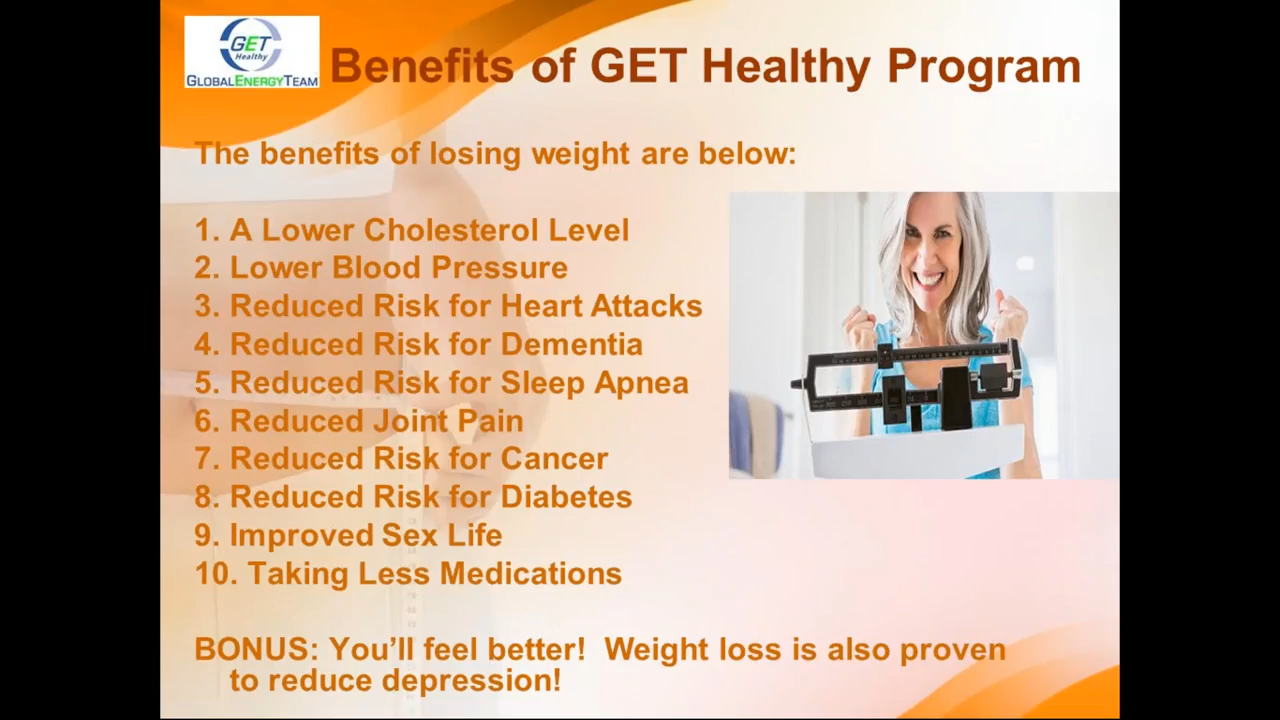 GET
Healthy
GLOBALENERGYTEAM
Benefits of GET Healthy Program
The benefits of losing weight are below:
1. A Lower Cholesterol Level
2. Lower Blood Pressure
3. Reduced Risk for Heart Attacks
4. Reduced Risk for Dementia
5. Reduced Risk for Sleep Apnea
6. Reduced Joint Pain
7. Reduced Risk for Cancer
8. Reduced Risk for Diabetes
9. Improved Sex Life
10. Taking Less Medications
BONUS: You’ll feel better! Weight loss is also proven
to reduce depression!